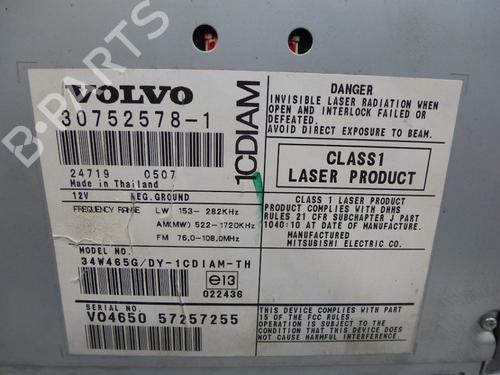 B-PARTS
VOLVO
30752578-1
24719 0507
Made in Thailand
12V NEG.GROUND
FREQUENCY RANGE LW 153- 282KHz
AM(MW) 522-1720KHz
FM 76.0-108.0MHz
MODEL NO.
34W465G/DY-1CDIAM-TH
e13
022436
SERIAL NO.
VO4650 57257255
1CDIAM
DANGER
INVISIBLE LASER RADIATION WHEN
OPEN AND INTERLOCK FAILED OR
DEFEATED.
AVOID DIRECT EXPOSURE TO BEAM.
CLASS1
LASER PRODUCT
CLASS 1 LASER PRODUCT
PRODUCT COMPLIES WITH DHHS
RULES 21 CFR SUBCHAPTER J PART
1040:10 AT DATE OF MANUFACTURE.
MITSUBISHI ELECTRIC CO.
THIS DEVICE COMPLIES WITH PART
15 OF THE FCC RULES.
OPERATION IS SUBJECT TO THE
CONDITION THAT THIS DEVICE DOES
NOT CAUSE HARMFUL INTERFERENCE.